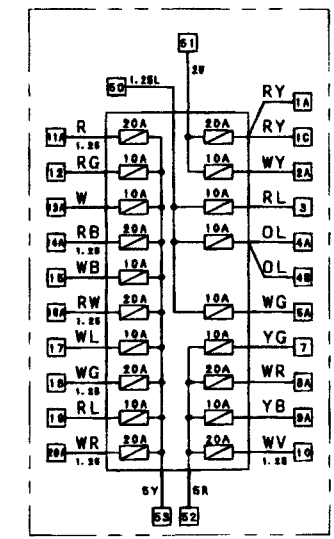 51
2W
50 1.25L
RY 1A
11A R 1.25 20A 20A RY 1C
12 RG 10A 10A WY 2A
13A W 10A 10A RL 3
14A RB 1.25 20A 10A OL 4A
15 WB 10A OL 4B
16A RW 1.25 20A 10A WG 5A
17 WL 10A 10A YG 7
18 WG 1.25 20A 20A WR 8A
19 RL 10A 10A YB 9A
20A WR 1.25 20A 20A WV 1.25 10
5Y 5R
53 52